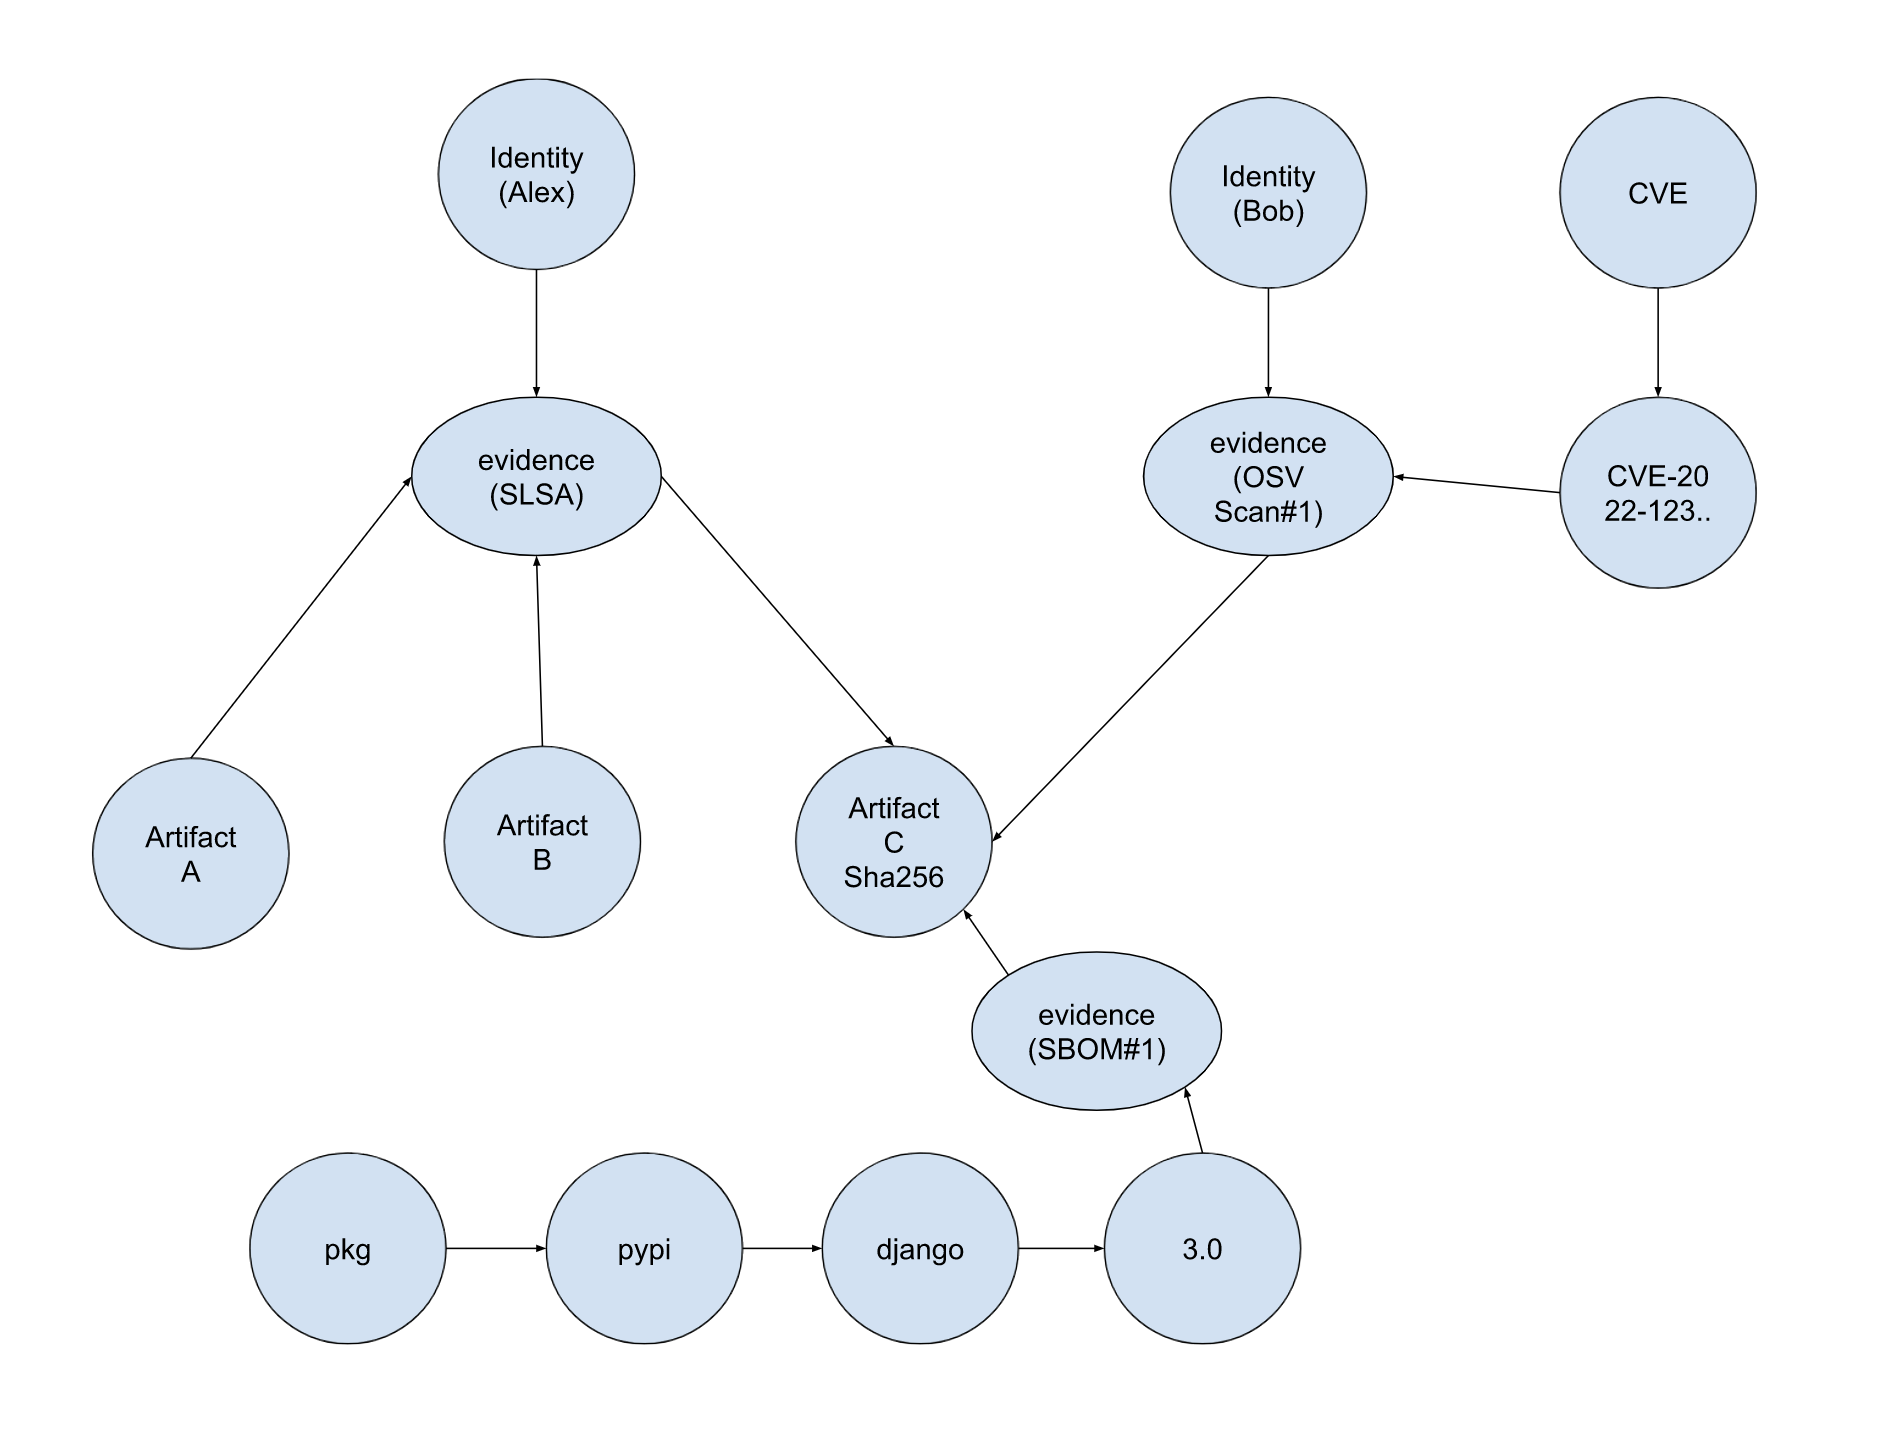 Identity
(Alex)
Identity
(Bob)
CVE
evidence
(SLSA)
evidence
(OSV
Scan#1)
CVE-20
22-123..
Artifact
A
Artifact
B
Artifact
C
Sha256
evidence
(SBOM#1)
pkg
pypi
django
3.0